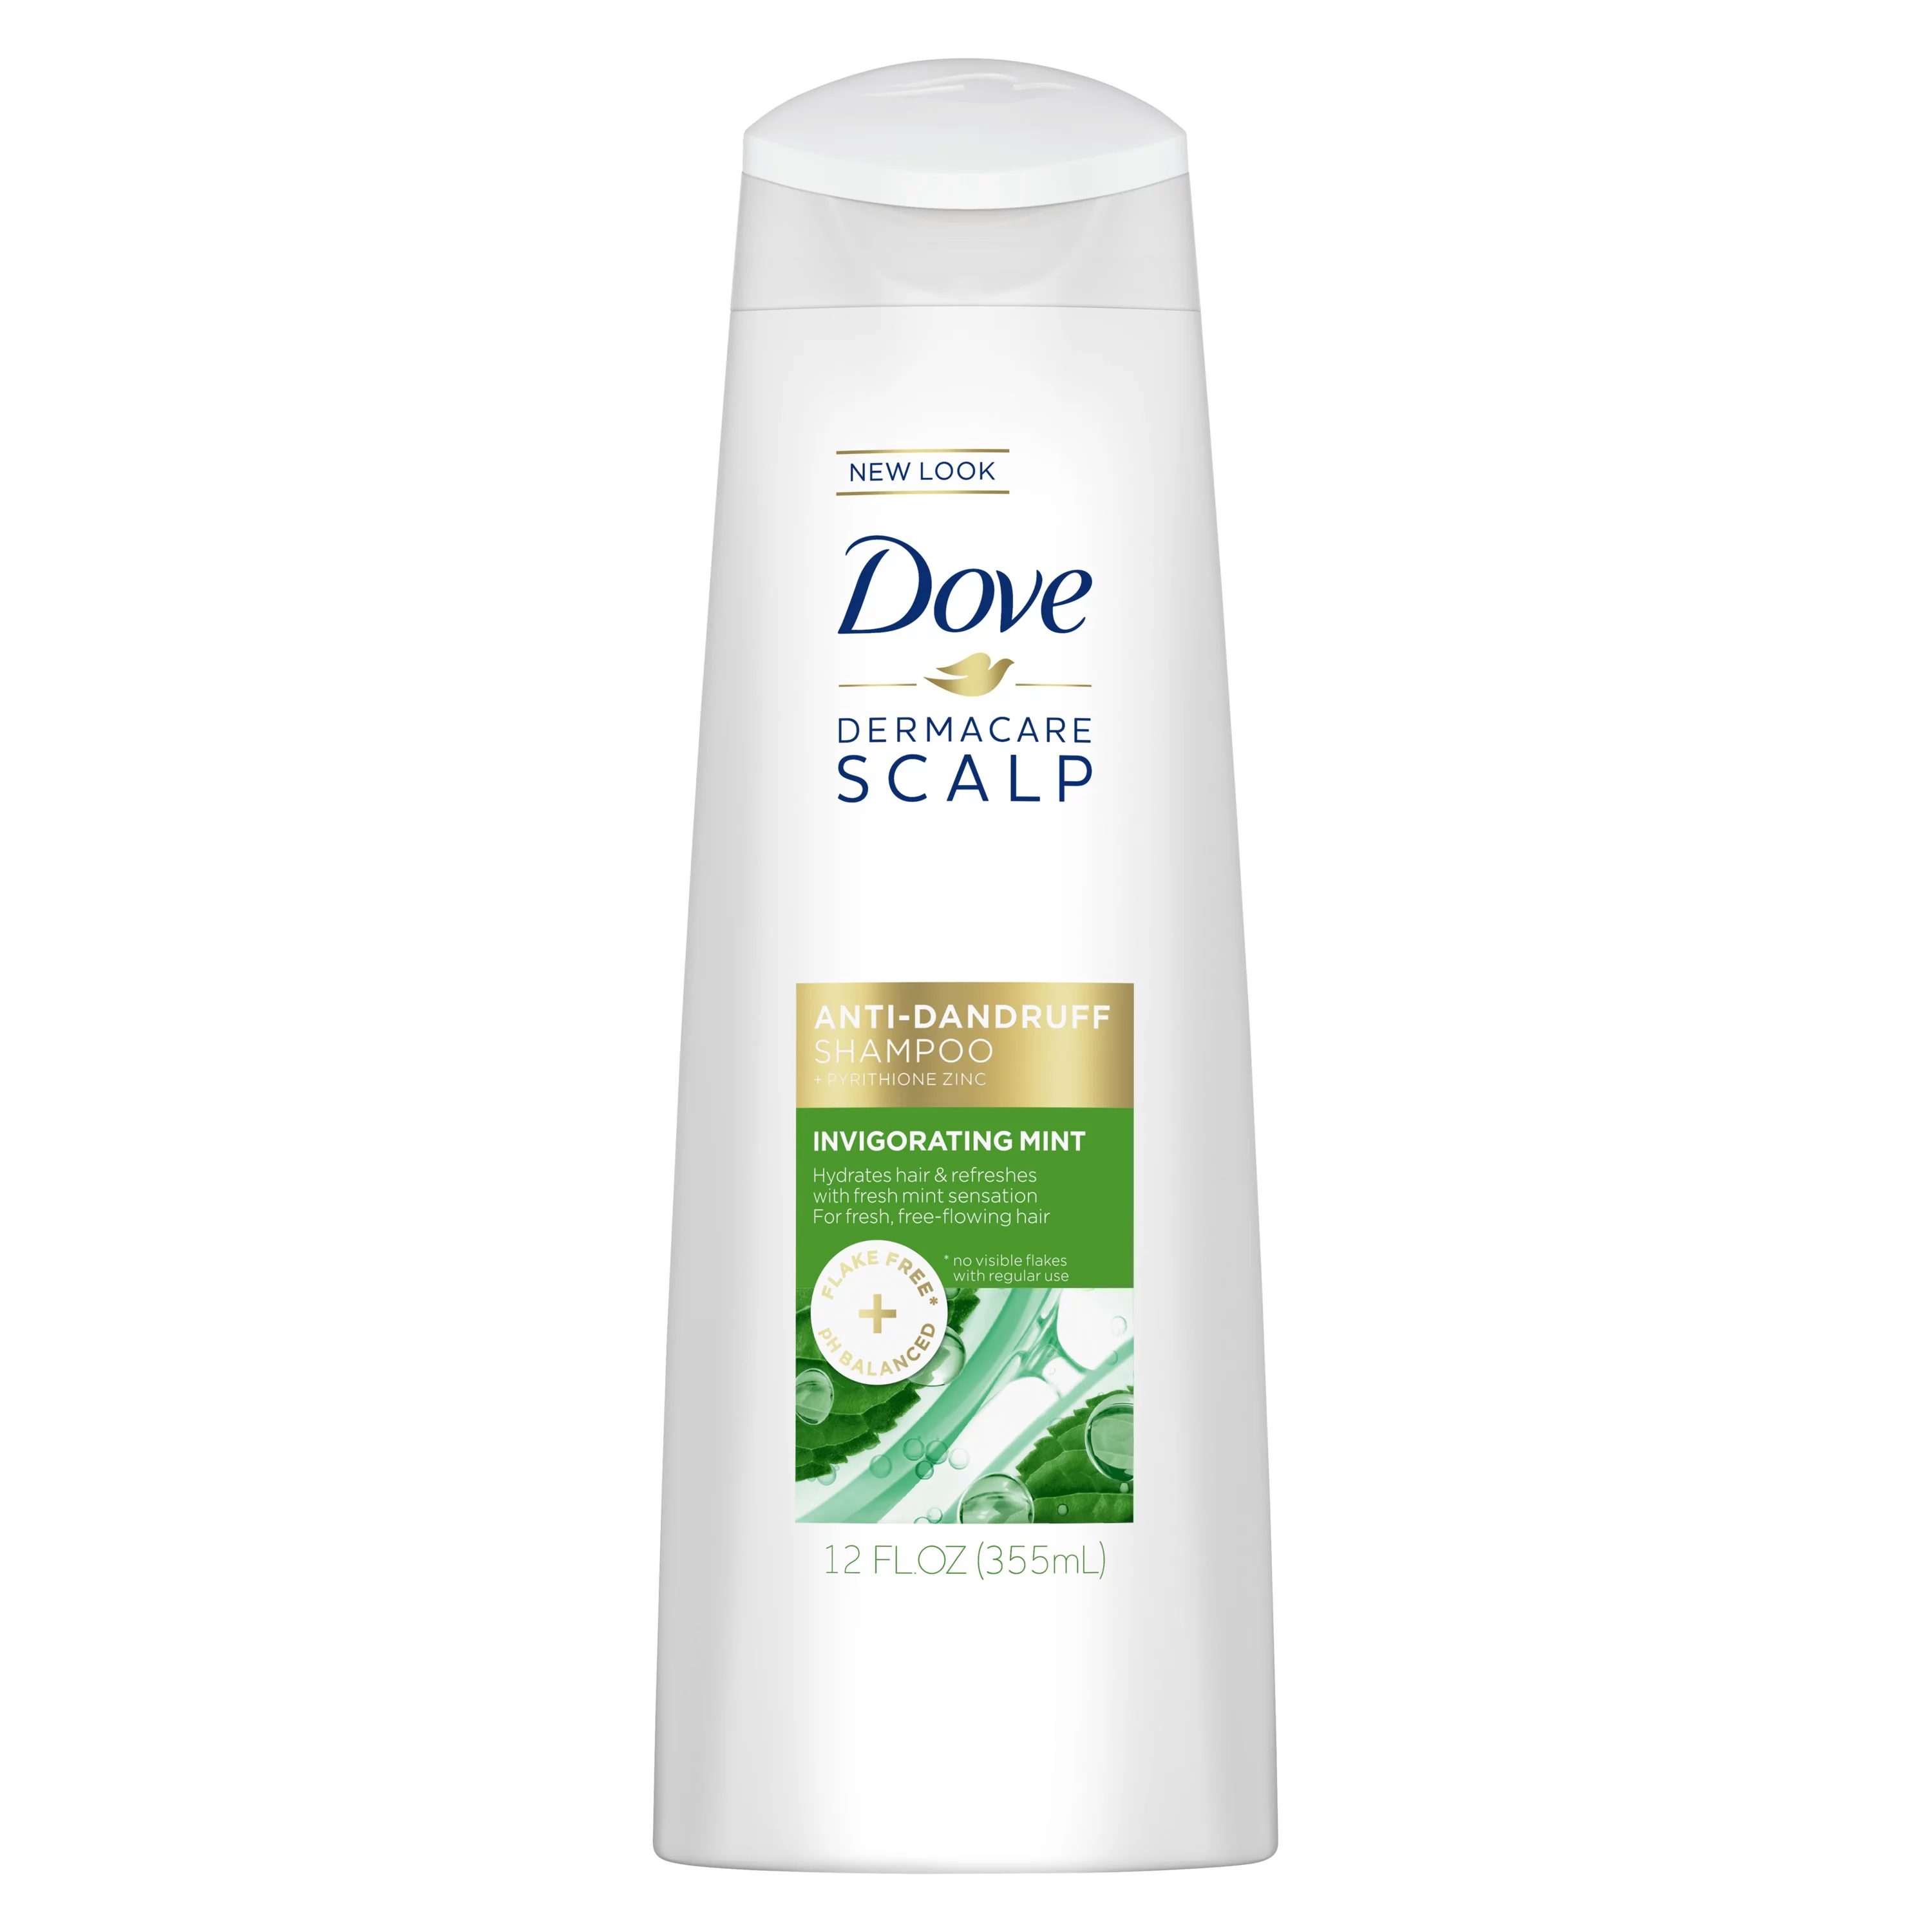 NEW LOOK
Dove
DERMACARE
SCALP
ANTI-DANDRUFF
SHAMPOO
+ PYRITHIONE ZINC
INVIGORATING MINT
Hydrates hair & refreshes
with fresh mint sensation
For fresh, free-flowing hair
* no visible flakes
with regular use
FLAKE FREE*
+
pH BALANCED
12 FL.OZ (355mL)